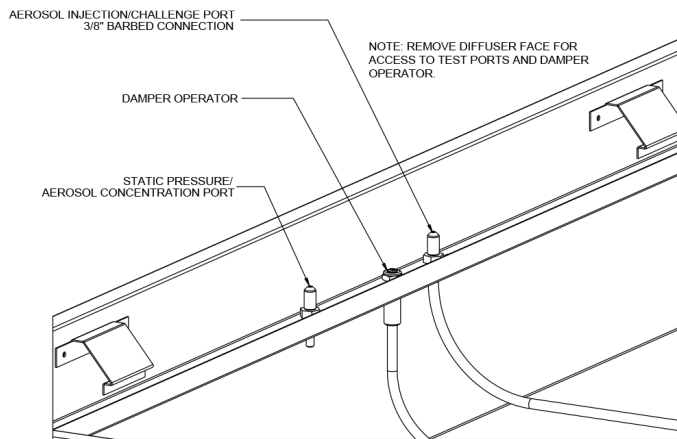 AEROSOL INJECTION/CHALLENGE PORT
3/8" BARBED CONNECTION
NOTE: REMOVE DIFFUSER FACE FOR
ACCESS TO TEST PORTS AND DAMPER
OPERATOR.
DAMPER OPERATOR
STATIC PRESSURE/
AEROSOL CONCENTRATION PORT